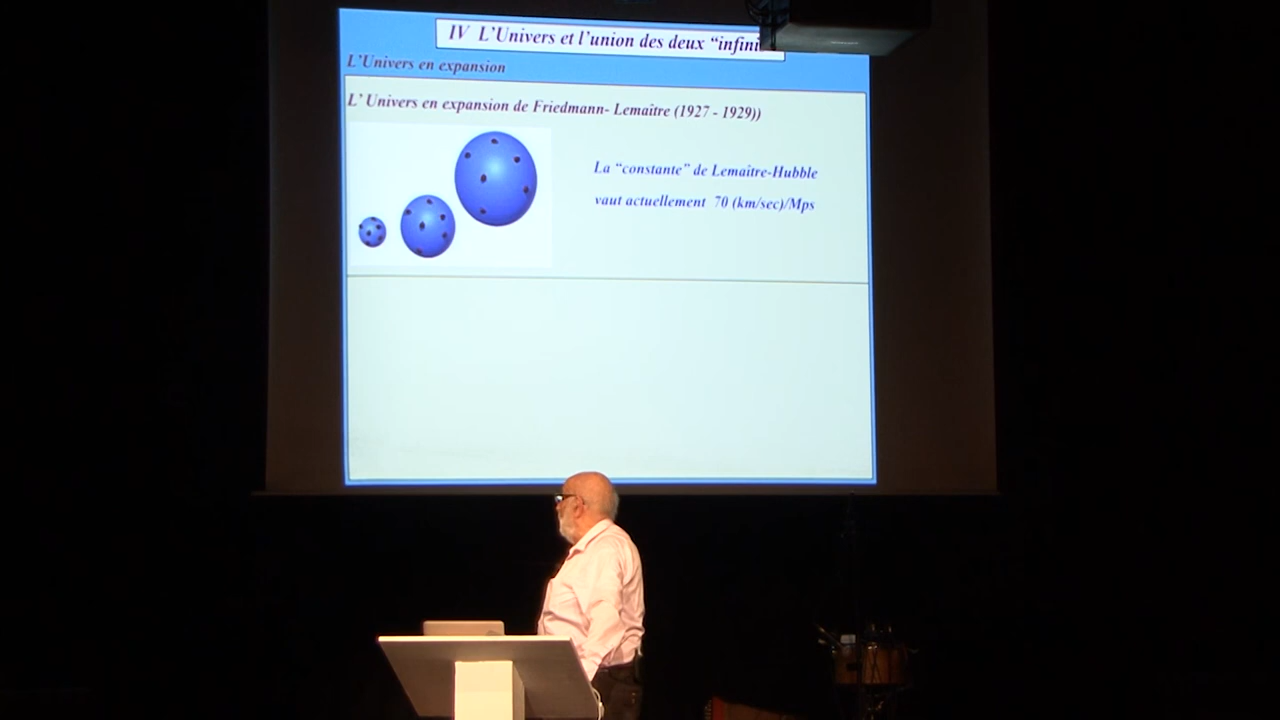 IV L'Univers et l'union des deux “infini
L'Univers en expansion
L' Univers en expansion de Friedmann- Lemaître (1927 - 1929))
La “constante” de Lemaître-Hubble
vaut actuellement 70 (km/sec)/Mps